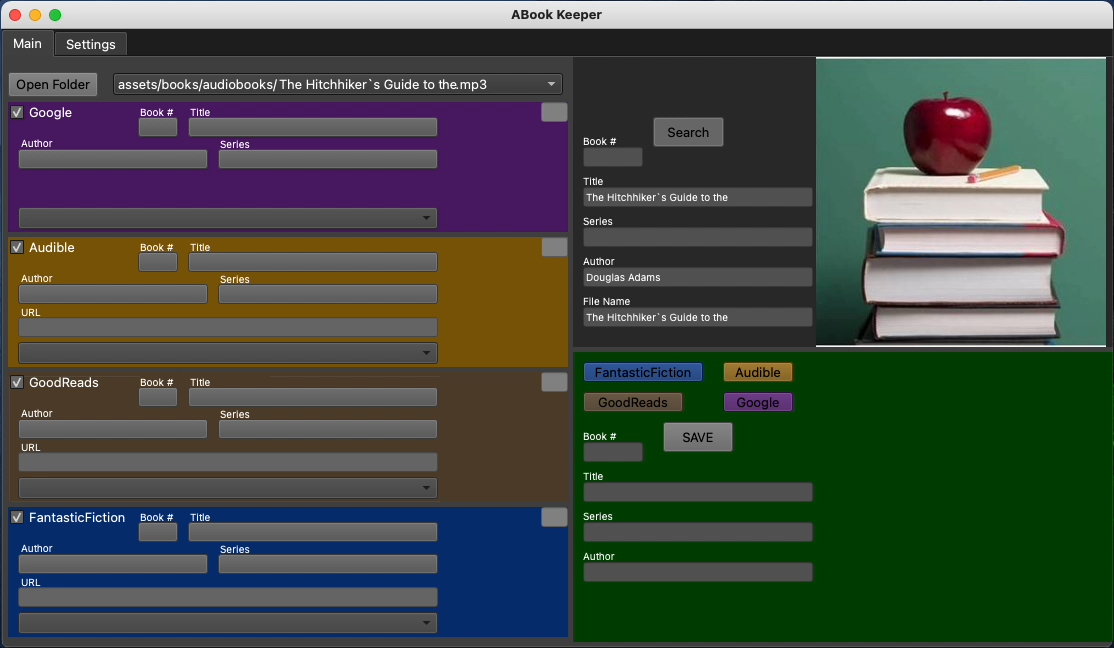 ABook Keeper
Main Settings
Open Folder assets/books/audiobooks/ The Hitchhiker`s Guide to the.mp3
Google Book # Title
Author Series
Audible Book # Title
Author Series
URL
GoodReads Book # Title
Author Series
URL
FantasticFiction Book # Title
Author Series
URL
Search
Book #
Title
The Hitchhiker`s Guide to the
Series
Author
Douglas Adams
File Name
The Hitchhiker`s Guide to the
FantasticFiction Audible
GoodReads Google
Book # SAVE
Title
Series
Author